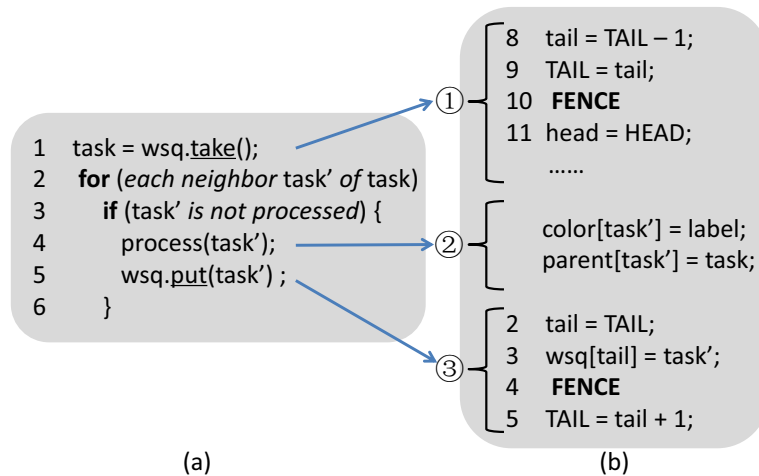 1 task = wsq.take();
2 for (each neighbor task’ of task)
3 if (task’ is not processed) {
4 process(task’);
5 wsq.put(task’) ;
6 }
(a)
①
8 tail = TAIL – 1;
9 TAIL = tail;
10 FENCE
11 head = HEAD;
......
②
color[task’] = label;
parent[task’] = task;
③
2 tail = TAIL;
3 wsq[tail] = task’;
4 FENCE
5 TAIL = tail + 1;
(b)